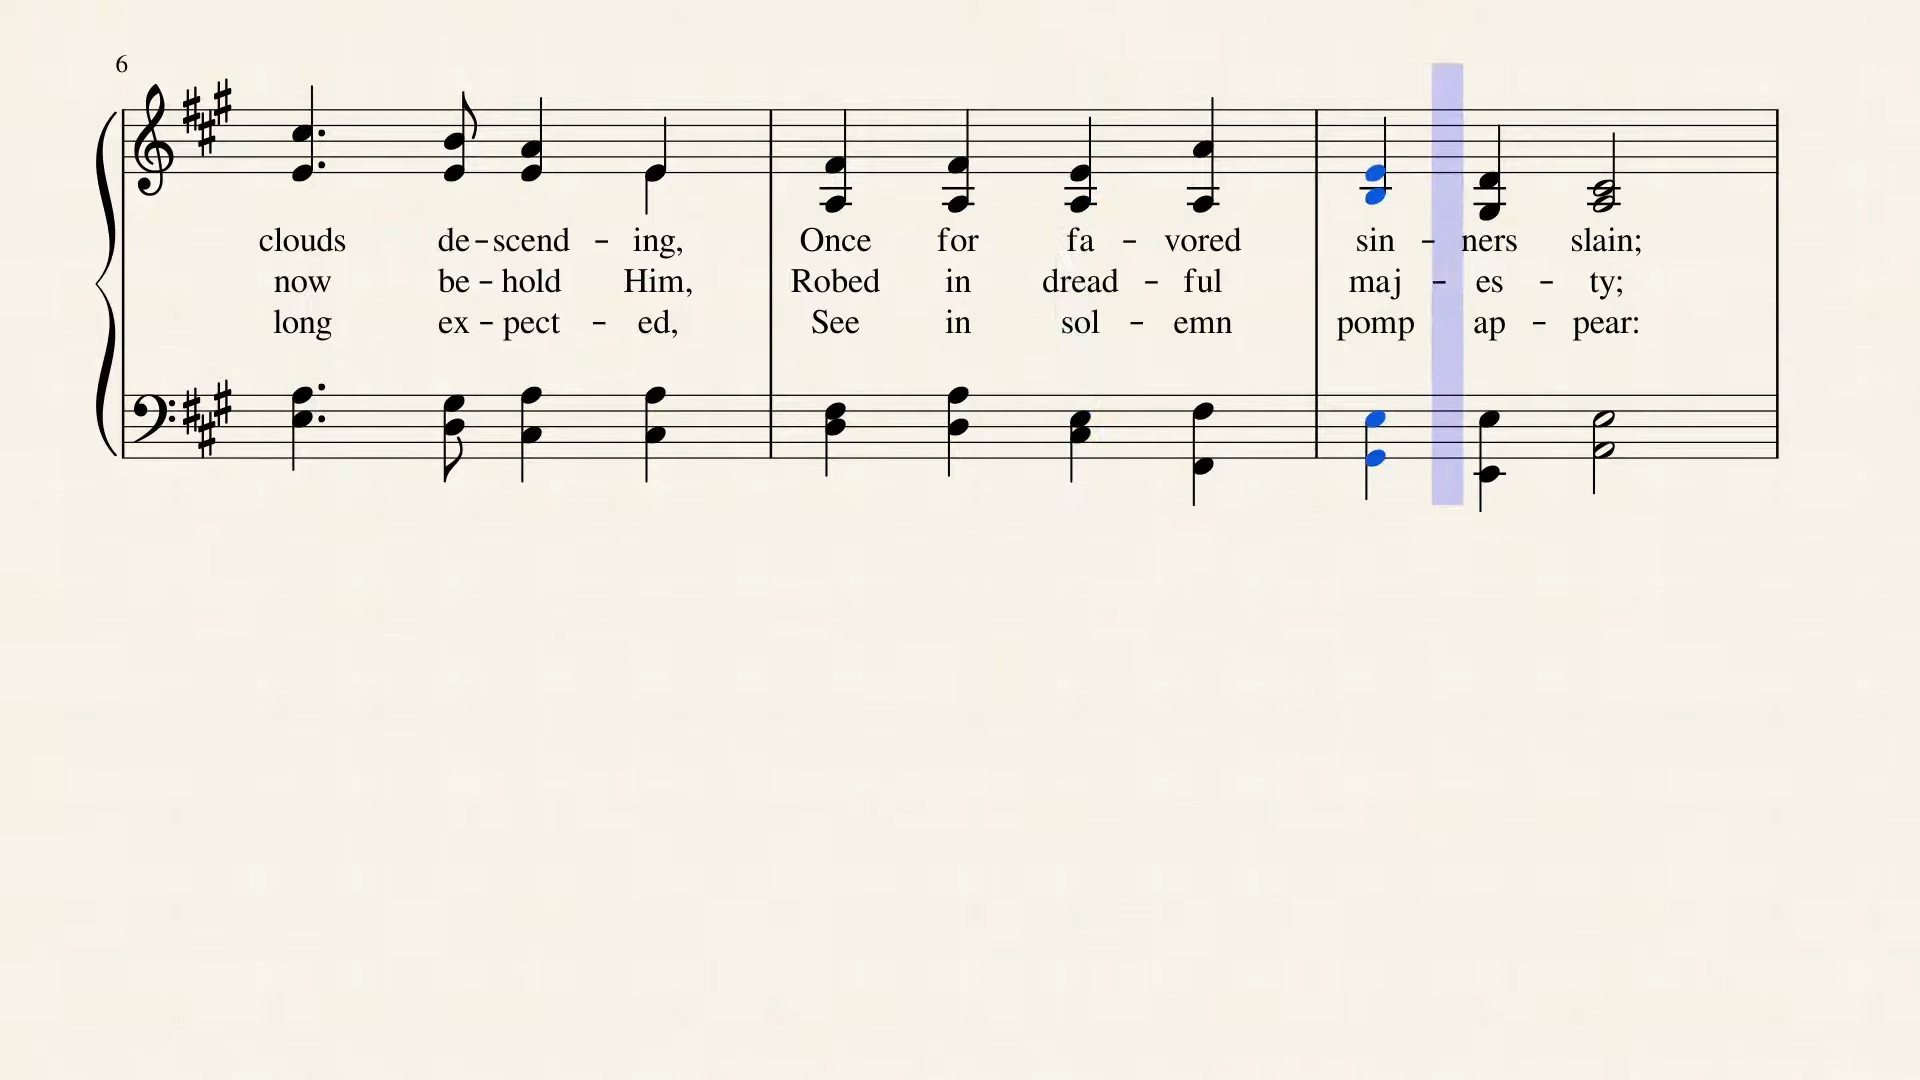 6
clouds de - scend - ing, Once for fa - vored sin - ners slain;
now be - hold Him, Robed in dread - ful maj - es - ty;
long ex - pect - ed, See in sol - emn pomp ap - pear: